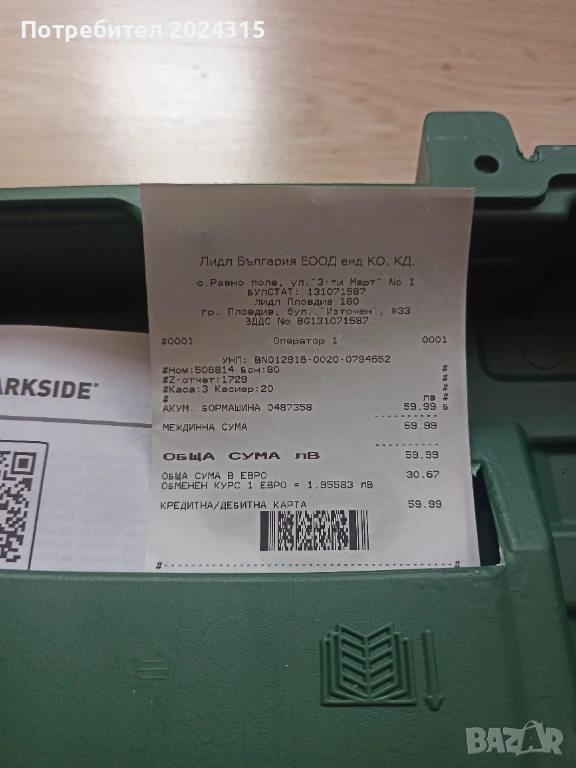 Потребител 2024315
Лидл България ЕООД енд КО. КД.
с.Равно поле, ул."3-ти Март" No 1
БУЛСТАТ: 131071587
лидл Пловдив 180
гр. Пловдив, бул. "Източен", №33
ЗДДС No BG131071587
#0001 Оператор 1 0001
УНП: BN012916-0020-0794652
#Ном:506814 Бон:80 #
#Z-отчет:1729 #
#Каса:3 Касиер:20 #
# лв #
АКУМ. БОРМАШИНА 0487358 59.99 Б
МЕЖДИННА СУМА 59.99
ОБЩА СУМА ЛВ 59.99
ОБЩА СУМА В ЕВРО 30.67
ОБМЕНЕН КУРС 1 ЕВРО = 1.95583 ЛВ
КРЕДИТНА/ДЕБИТНА КАРТА 59.99
ARKSIDE®
BAZAR